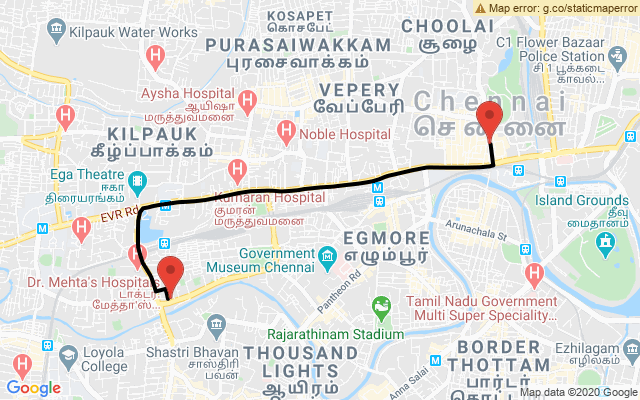 Map error: g.co/staticmaperror
KOSAPET
கொசபேட்
CHOOLAI
சூளை
Kilpauk Water Works
PURASAIWAKKAM
புரசைவாக்கம்
C1 Flower Bazaar
Police Station
சி 1 பூக்கடை
காவல்...
Aysha Hospital
ஆயிஷா
மருத்துவமனை
VEPERY
வேப்பேரி
Chennai
சென்னை
KILPAUK
கீழ்ப்பாக்கம்
Noble Hospital
Ega Theatre
ஈகா
திரையரங்கம்
EVR Rd
Kumaran Hospital
குமரன்
மருத்துவமனை
Island Grounds
தீவு
மைதானம்
Arunachala St
EGMORE
எழும்பூர்
Government
Museum Chennai
Dr. Mehta's Hospitals
டாக்டர்.
மேத்தா'ஸ்...
Pantheon Rd
Tamil Nadu Government
Multi Super Speciality...
Rajarathinam Stadium
Loyola
College
Shastri Bhavan
சாஸ்திரி
பவன்
THOUSAND
LIGHTS
ஆயிரம்
Anna Salai
BORDER
THOTTAM
பார்டர்
Ezhilagam
எழிலகம்
Google
Map data ©2020 Google